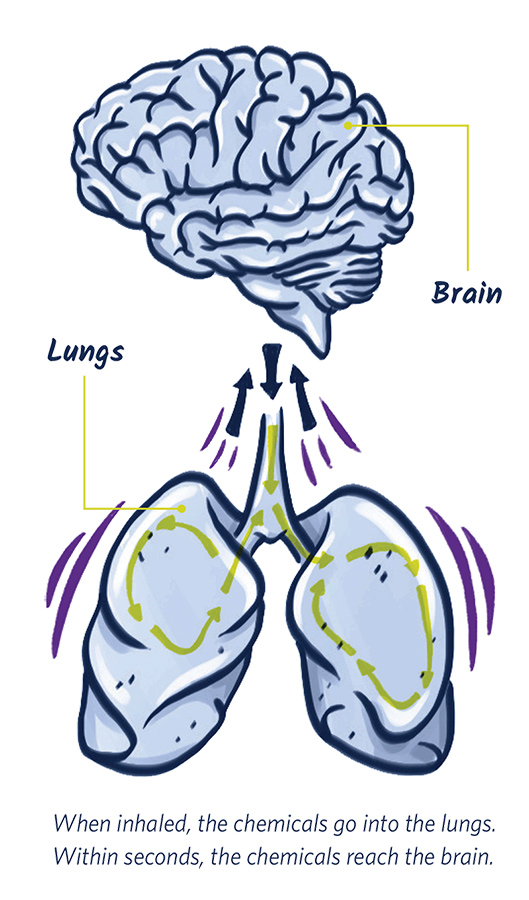 Brain
Lungs
When inhaled, the chemicals go into the lungs.
Within seconds, the chemicals reach the brain.